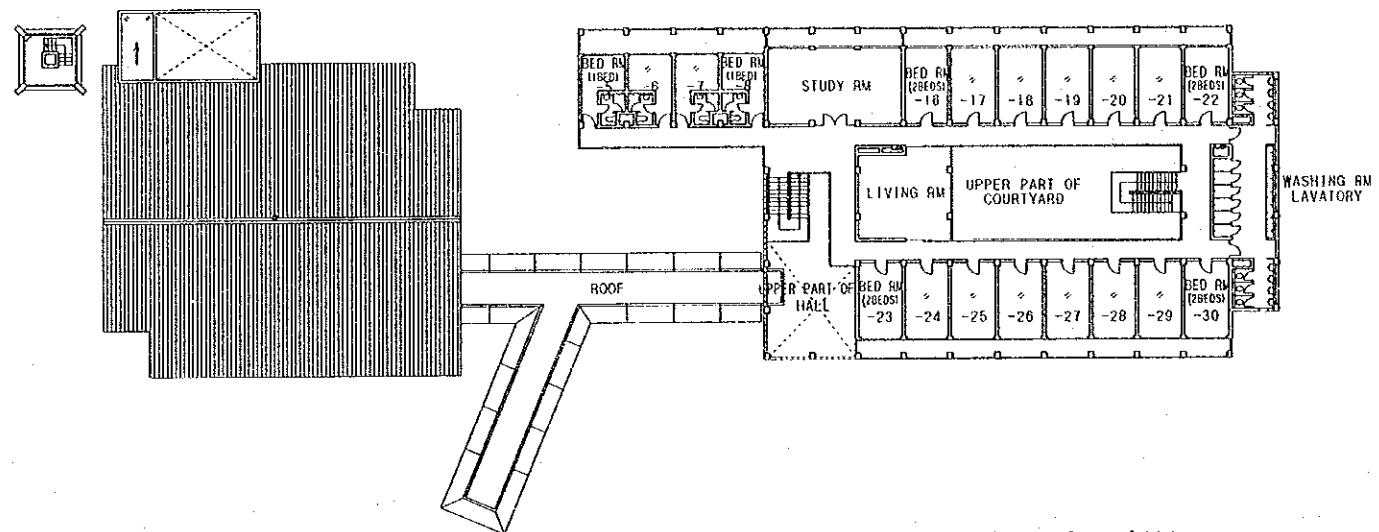 BED RM
(1BED)
-5
-6
-7
BED RM
(1BED)
-8
STUDY RM
BED RM
(2BEDS)
-16
-17
-18
-19
-20
-21
BED RM
(2BEDS)
-22
LIVING RM
UPPER PART OF
COURTYARD
WASHING RM
LAVATORY
ROOF
UPPER PART OF
HALL
BED RM
(2BEDS)
-23
-24
-25
-26
-27
-28
-29
BED RM
(2BEDS)
-30